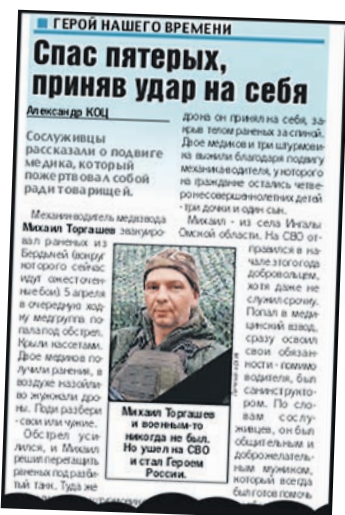 ГЕРОЙ НАШЕГО ВРЕМЕНИ
Спас пятерых,
приняв удар на себя
Александр КОЦ
Сослуживцы
рассказали о подвиге
медика, который
пожертвовал собой
ради товарищей.
Механик-водитель медвзвода
Михаил Торгашев эвакуиро-
вал раненых из
Бердычей (вокруг
которого сейчас
идут ожесточен-
ные бои). 5 апреля
в очередную ход-
ку медгруппа по-
пала под обстрел.
Крыли кассетами.
Двое медиков по-
лучили ранения, в
воздухе назойли-
во жужжали дро-
ны. Поди разбери
- свои или чужие.
Обстрел уси-
лился, и Михаил
решил перетащить
раненых под разби-
тый танк. Туда же
Михаил Торгашев
и военным-то
никогда не был.
Но ушел на СВО
и стал Героем
России.
дрона он принял на себя, за-
крыв телом раненых за спиной.
Двое медиков и три штурмови-
ка выжили благодаря подвигу
механика-водителя, у которого
на гражданке остались четве-
ро несовершеннолетних детей
- три дочки и один сын.
Михаил - из села Ингалы
Омской области. На СВО от-
правился в на-
чале этого года
добровольцем,
хотя даже не
служил срочку.
Попал в меди-
цинский взвод,
сразу освоил
свои обязан-
ности - помимо
водителя, был
санинструкто-
ром. По сло-
вам сослу-
живцев, он был
общительным и
доброжелатель-
ным мужиком,
который всегда
был готов помочь